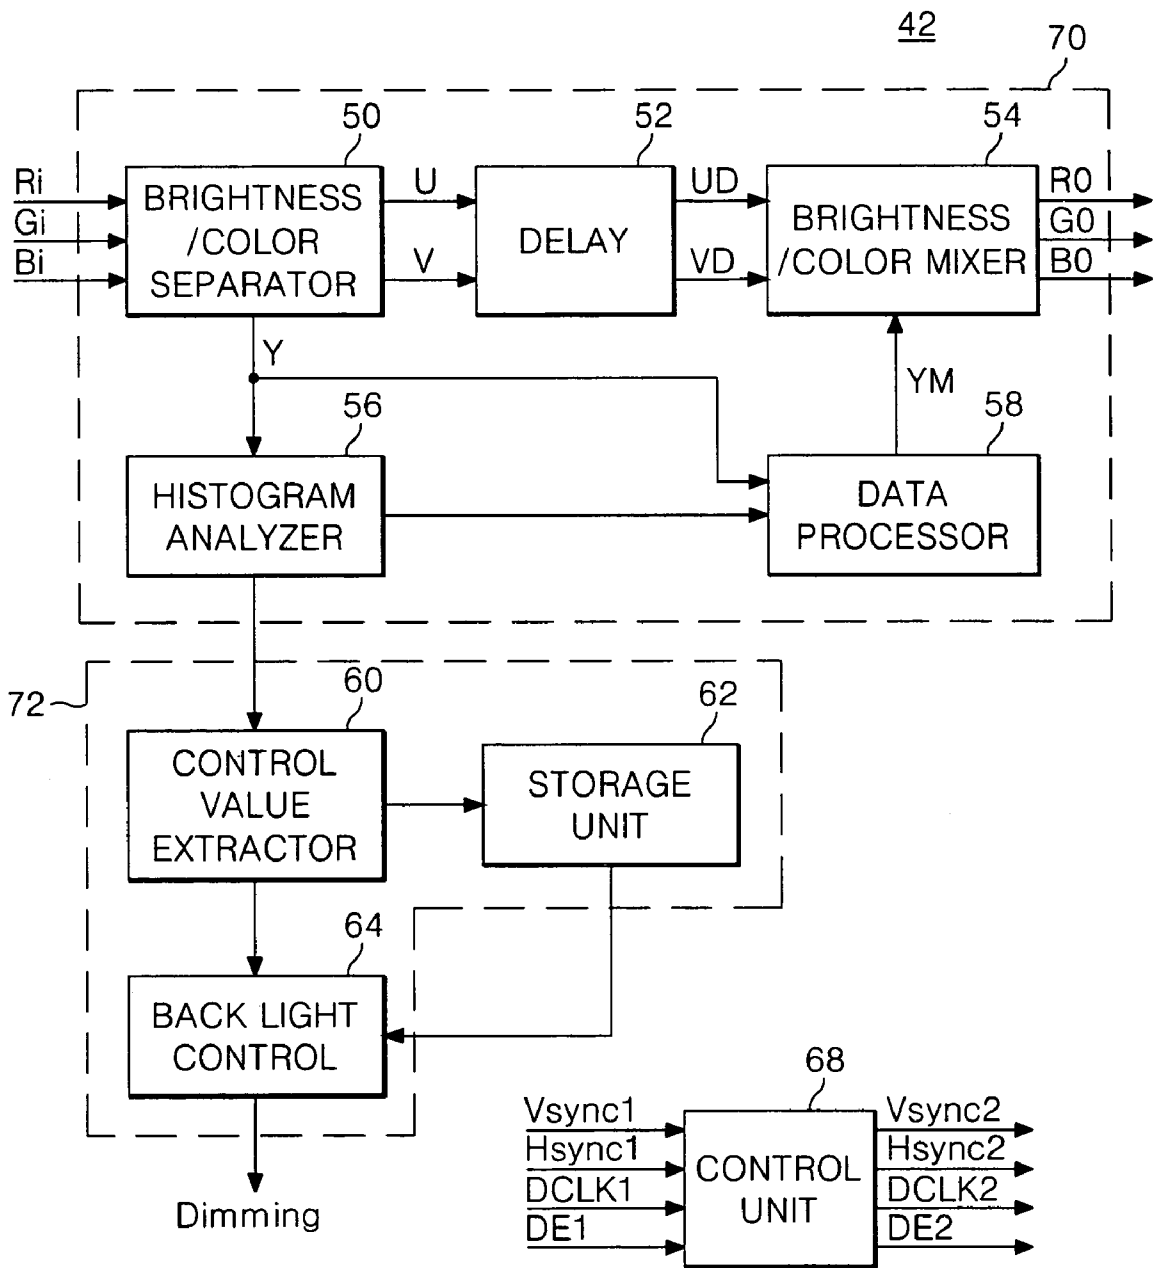 42
70
50
52
54
Ri
Gi
Bi
BRIGHTNESS
/COLOR
SEPARATOR
U
V
DELAY
UD
VD
BRIGHTNESS
/COLOR MIXER
R0
G0
B0
Y
YM
56
58
HISTOGRAM
ANALYZER
DATA
PROCESSOR
72
60
62
CONTROL
VALUE
EXTRACTOR
STORAGE
UNIT
64
BACK LIGHT
CONTROL
Dimming
68
Vsync1
Hsync1
DCLK1
DE1
CONTROL
UNIT
Vsync2
Hsync2
DCLK2
DE2